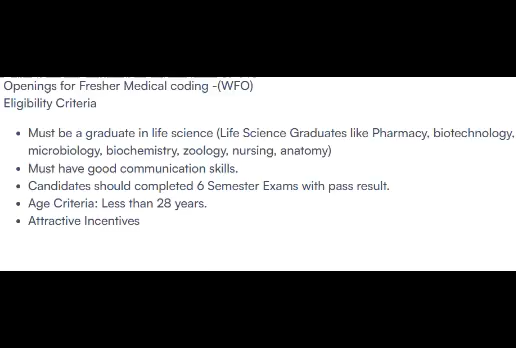 Openings for Fresher Medical coding -(WFO)
Eligibility Criteria
• Must be a graduate in life science (Life Science Graduates like Pharmacy, biotechnology,
microbiology, biochemistry, zoology, nursing, anatomy)
• Must have good communication skills.
• Candidates should completed 6 Semester Exams with pass result.
• Age Criteria: Less than 28 years.
• Attractive Incentives